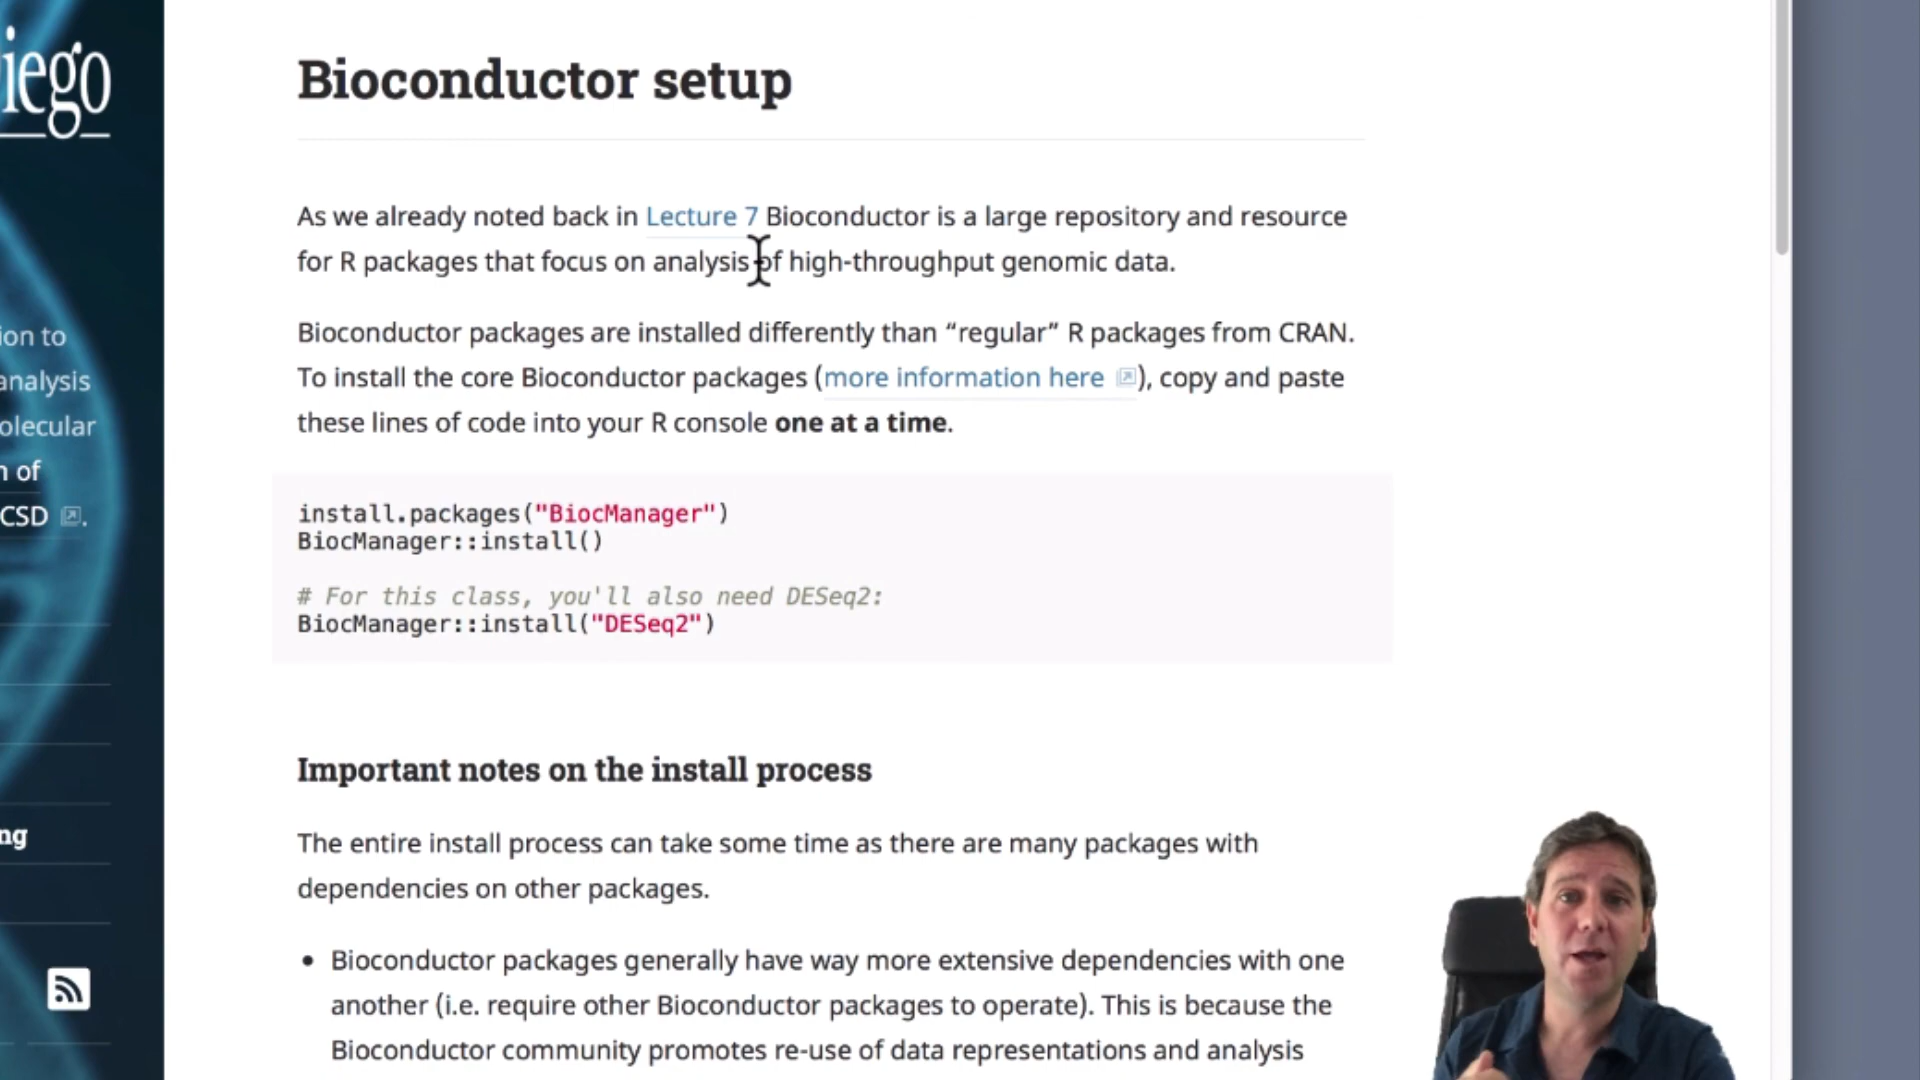 iego
ion to
analysis
olecular
n of
CSD
.
ng
Bioconductor setup
As we already noted back in Lecture 7 Bioconductor is a large repository and resource
for R packages that focus on analysis of high-throughput genomic data.
Bioconductor packages are installed differently than “regular” R packages from CRAN.
To install the core Bioconductor packages (more information here ), copy and paste
these lines of code into your R console one at a time.
install.packages("BiocManager")
BiocManager::install()
# For this class, you'll also need DESeq2:
BiocManager::install("DESeq2")
Important notes on the install process
The entire install process can take some time as there are many packages with
dependencies on other packages.
• Bioconductor packages generally have way more extensive dependencies with one
another (i.e. require other Bioconductor packages to operate). This is because the
Bioconductor community promotes re-use of data representations and analysis